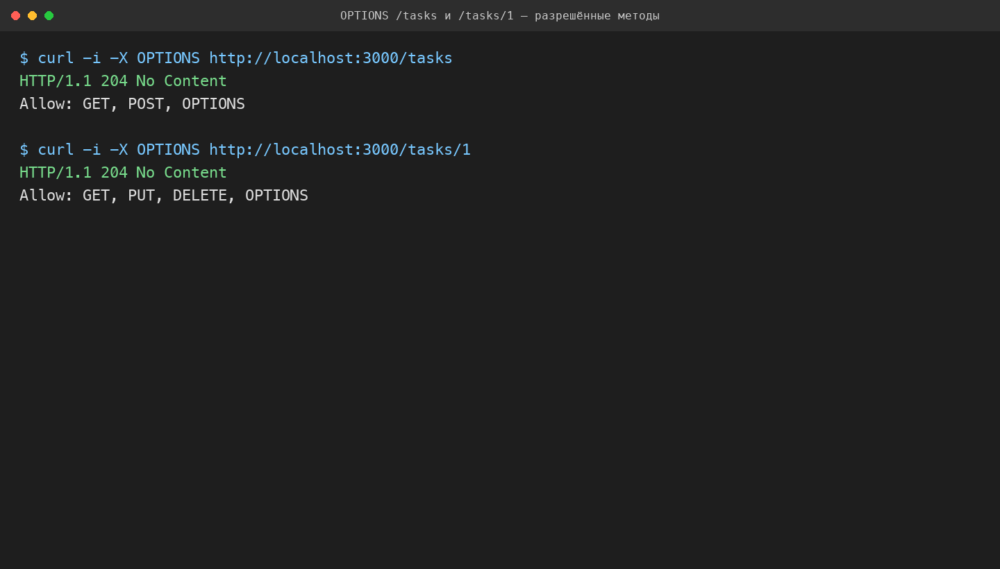 OPTIONS /tasks и /tasks/1 — разрешённые методы
$ curl -i -X OPTIONS http://localhost:3000/tasks
HTTP/1.1 204 No Content
Allow: GET, POST, OPTIONS
$ curl -i -X OPTIONS http://localhost:3000/tasks/1
HTTP/1.1 204 No Content
Allow: GET, PUT, DELETE, OPTIONS